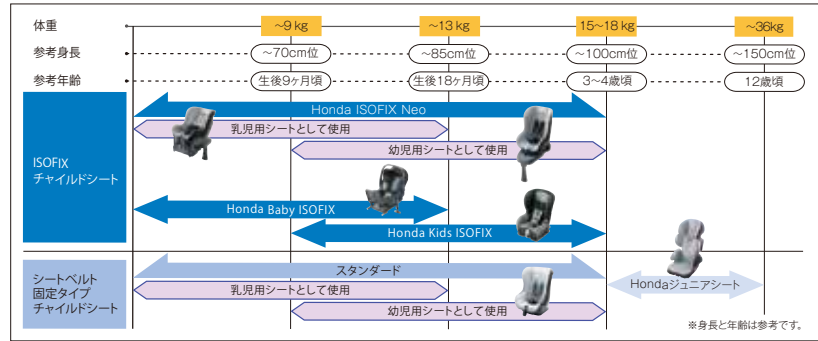 体重 ~9 kg ~13 kg 15~18 kg ~36kg
参考身長 ~70cm位 ~85cm位 ~100cm位 ~150cm位
参考年齢 生後9ヶ月頃 生後18ヶ月頃 3~4歳頃 12歳頃
ISOFIX
チャイルドシート
Honda ISOFIX Neo
乳児用シートとして使用
幼児用シートとして使用
Honda Baby ISOFIX
Honda Kids ISOFIX
シートベルト
固定タイプ
チャイルドシート
スタンダード
乳児用シートとして使用
幼児用シートとして使用
Hondaジュニアシート
※身長と年齢は参考です。